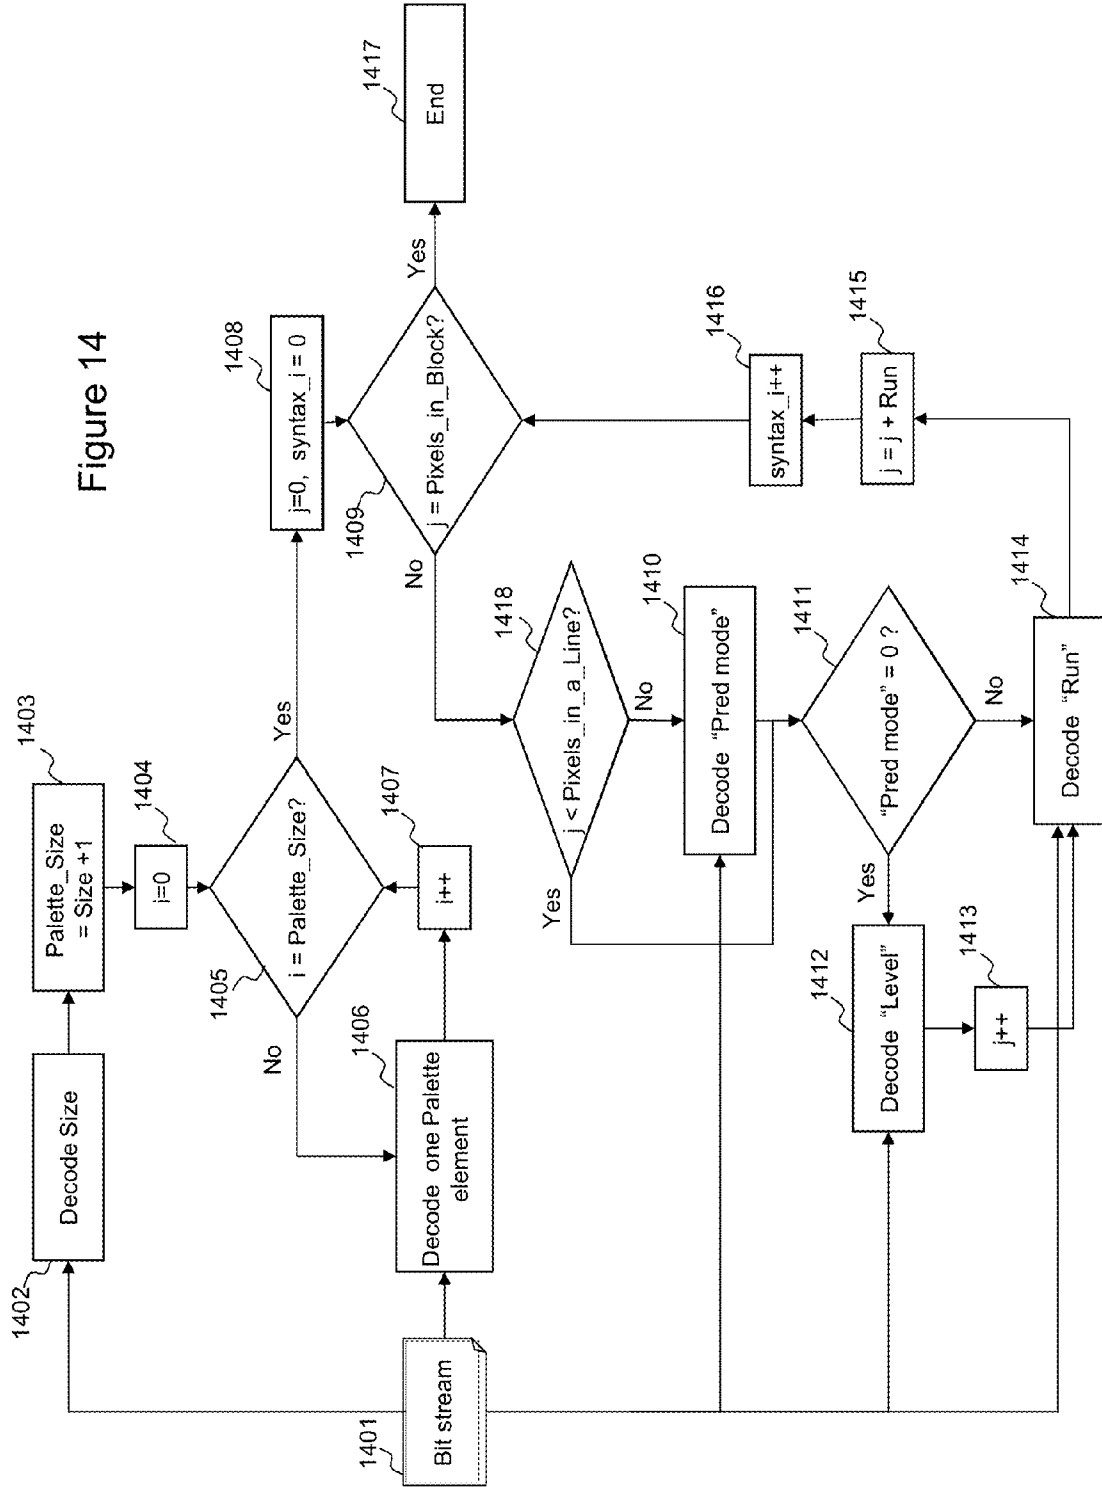 Figure 14
1401
Bit stream
1402
Decode Size
1403
Palette_Size
= Size +1
1404
i=0
1405
i = Palette_Size?
No
Yes
1406
Decode one Palette
element
1407
i++
1408
j=0, syntax_i = 0
1409
j = Pixels_in_Block?
No
Yes
1417
End
1418
j < Pixels_in_a_Line?
Yes
No
1410
Decode “Pred mode”
1411
“Pred mode” = 0 ?
Yes
No
1412
Decode “Level”
1413
j++
1414
Decode “Run”
1415
j = j + Run
1416
syntax_i++